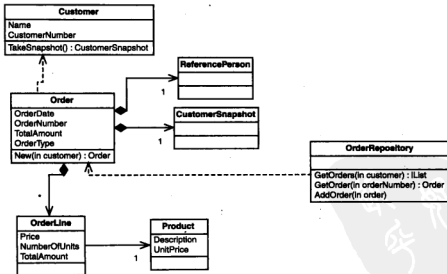 Customer
Name
CustomerNumber
TakeSnapshot() : CustomerSnapshot
ReferencePerson
1
Order
OrderDate
OrderNumber
TotalAmount
OrderType
New(in customer) : Order
CustomerSnapshot
1
OrderRepository
GetOrders(in customer) : IList
GetOrder(in orderNumber) : Order
AddOrder(in order)
*
OrderLine
Price
NumberOfUnits
TotalAmount
1
Product
Description
UnitPrice